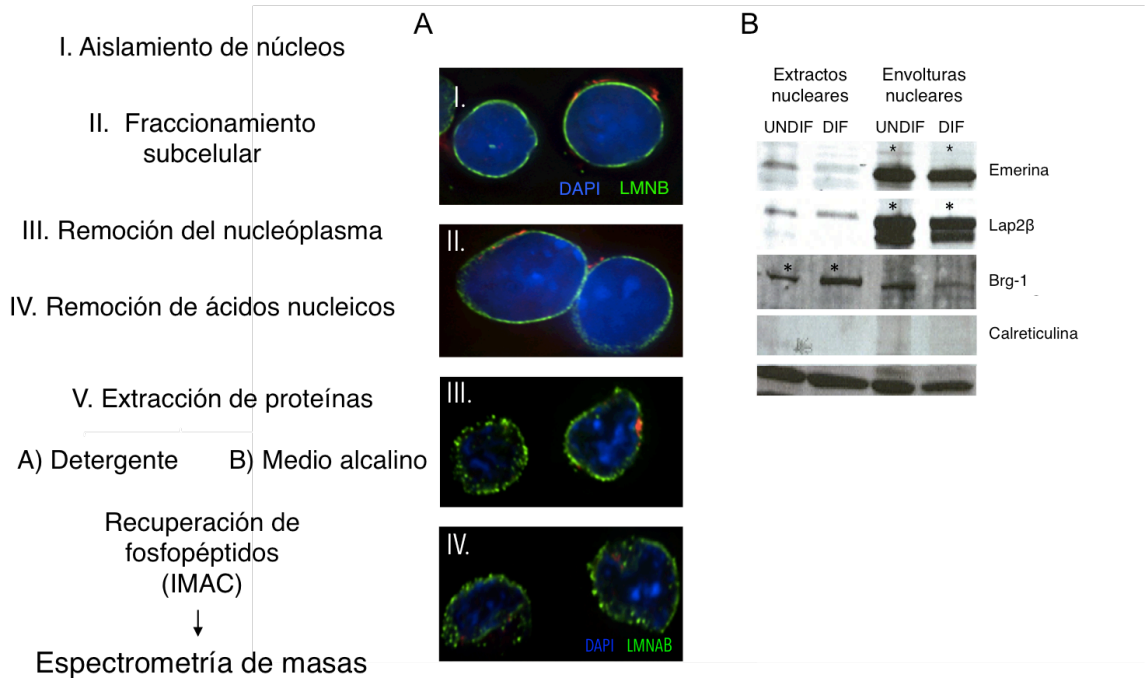 I. Aislamiento de núcleos
II. Fraccionamiento
subcelular
III. Remoción del nucleóplasma
IV. Remoción de ácidos nucleicos
V. Extracción de proteínas
A) Detergente B) Medio alcalino
Recuperación de
fosfopéptidos
(IMAC)
↓
Espectrometría de masas
A
I.
DAPI LMNB
II.
III.
IV.
DAPI LMNAB
B
Extractos Envolturas
nucleares nucleares
UNDIF DIF UNDIF DIF
* * Emerina
* * Lap2β
* * Brg-1
Calreticulina